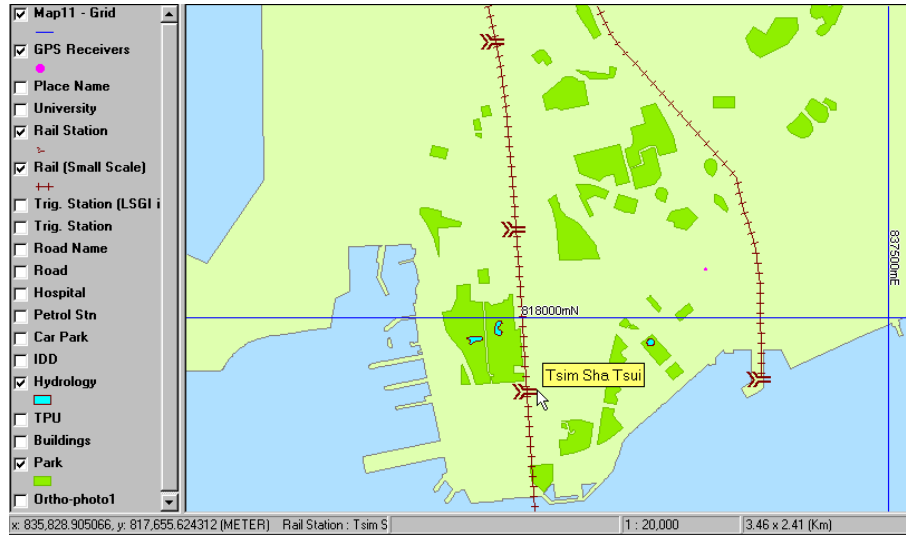 Map11 - Grid
GPS Receivers
Place Name
University
Rail Station
Rail (Small Scale)
Trig. Station (LSGI i
Trig. Station
Road Name
Road
Hospital
Petrol Stn
Car Park
IDD
Hydrology
TPU
Buildings
Park
Ortho-photo1
837500mE
818000mN
Tsim Sha Tsui
x: 835,828.905066, y: 817,655.624312 (METER) Rail Station : Tsim S
1 : 20,000
3.46 x 2.41 (Km)